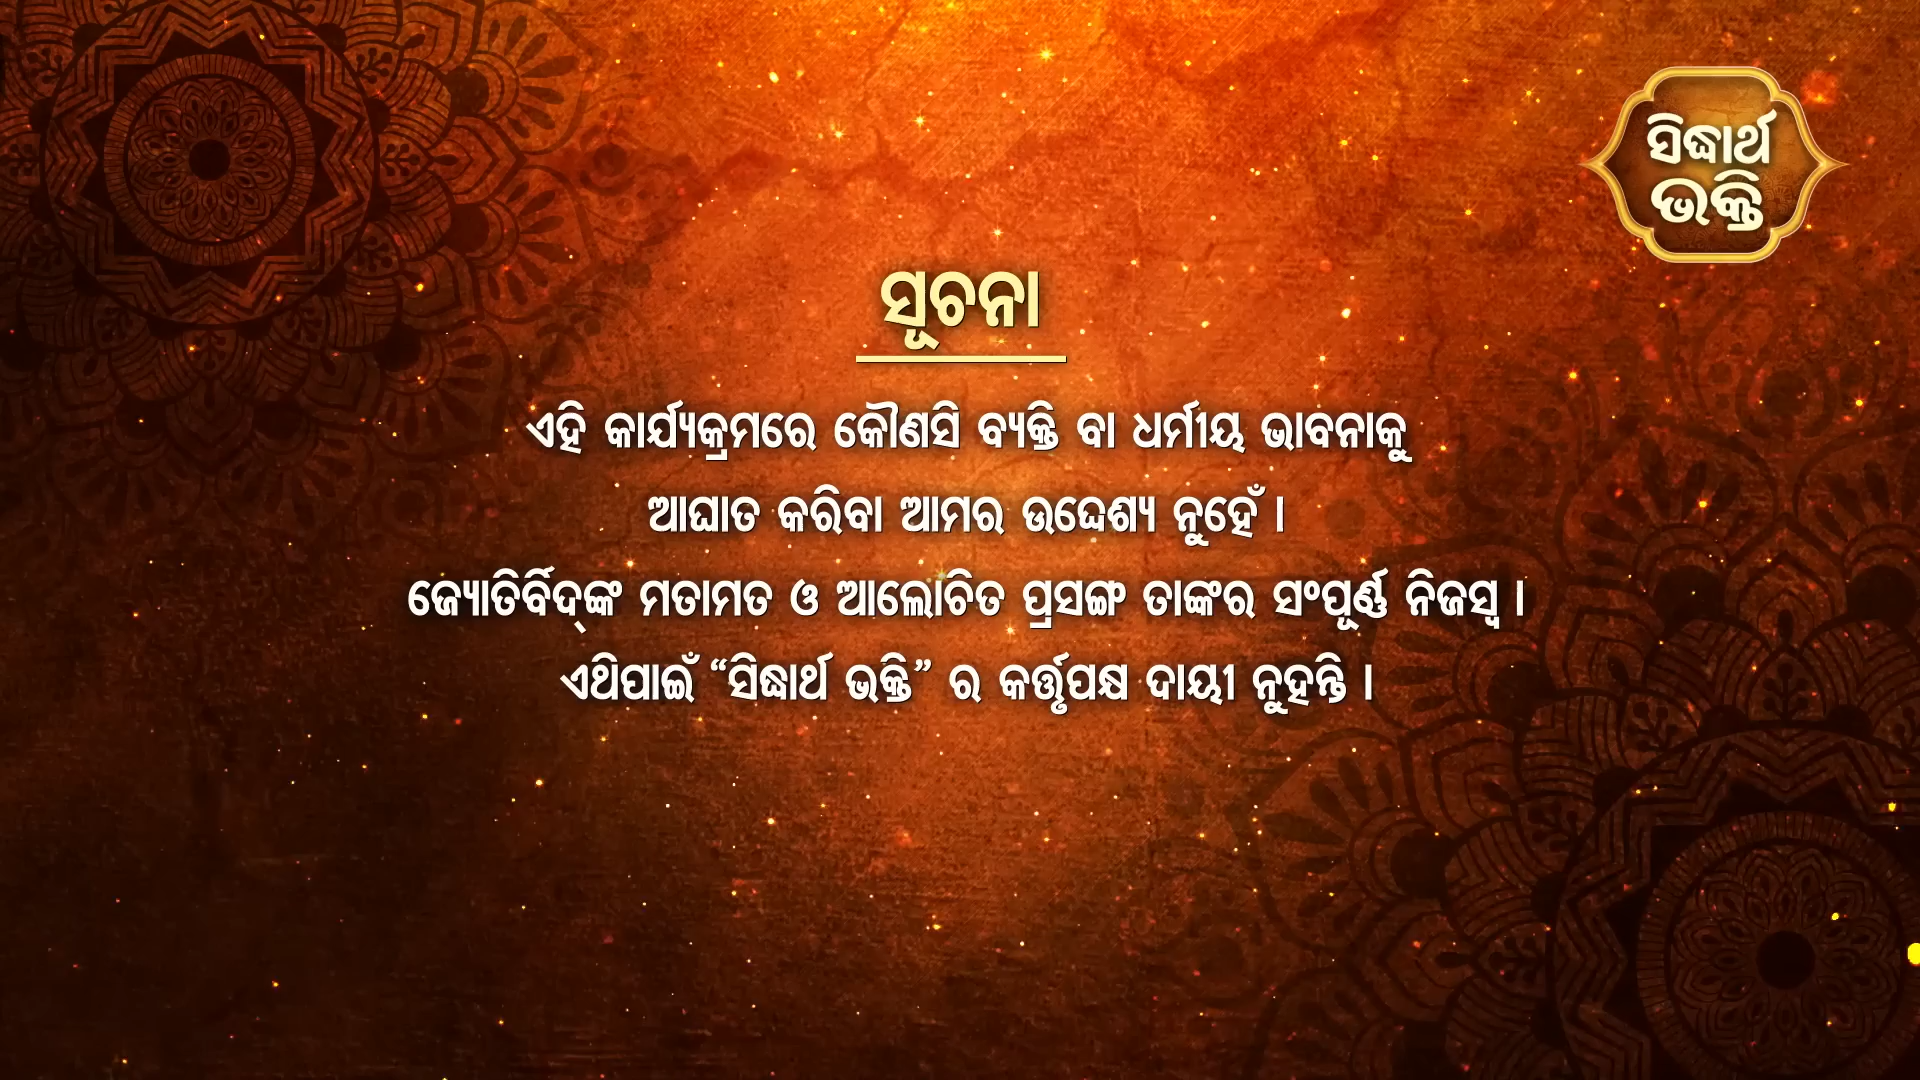 ସିଦ୍ଧାର୍ଥ
ଭକ୍ତି
ସୂଚନା
ଏହି କାର୍ଯ୍ୟକ୍ରମରେ କୌଣସି ବ୍ୟକ୍ତି ବା ଧର୍ମୀୟ ଭାବନାକୁ
ଆଘାତ କରିବା ଆମର ଉଦ୍ଦେଶ୍ୟ ନୁହେଁ ।
ଜ୍ୟୋତିର୍ବିଦ୍‌ଙ୍କ ମତାମତ ଓ ଆଲୋଚିତ ପ୍ରସଙ୍ଗ ତାଙ୍କର ସଂପୂର୍ଣ୍ଣ ନିଜସ୍ୱ ।
ଏଥିପାଇଁ “ସିଦ୍ଧାର୍ଥ ଭକ୍ତି” ର କର୍ତ୍ତୃପକ୍ଷ ଦାୟୀ ନୁହନ୍ତି ।